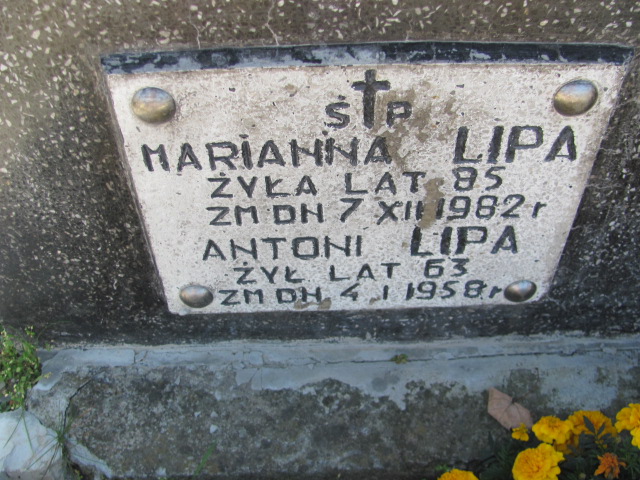 Ś P
MARIANNA LIPA
ŻYŁA LAT 85
ZM DN 7 XII 1982 r
ANTONI LIPA
ŻYŁ LAT 63
ZM DN 4 I 1958 r